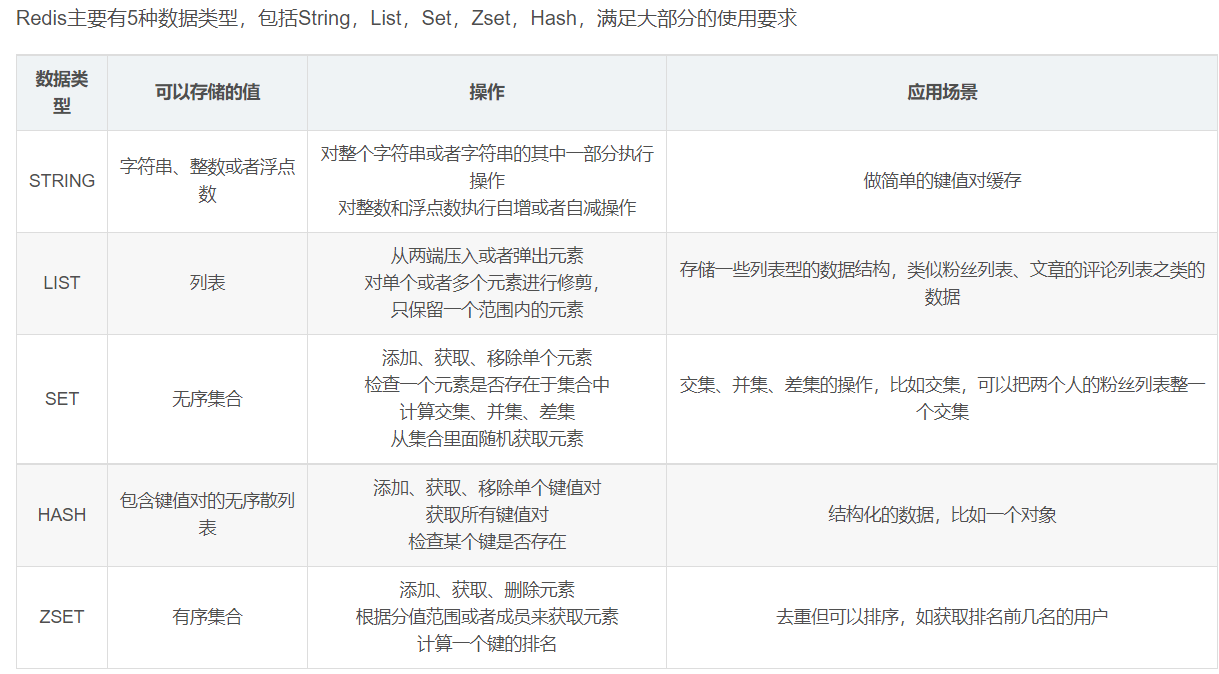 Redis主要有5种数据类型，包括String，List，Set，Zset，Hash，满足大部分的使用要求
数据类
型
可以存储的值
操作
应用场景
STRING
字符串、整数或者浮点
数
对整个字符串或者字符串的其中一部分执行
操作
对整数和浮点数执行自增或者自减操作
做简单的键值对缓存
LIST
列表
从两端压入或者弹出元素
对单个或者多个元素进行修剪，
只保留一个范围内的元素
存储一些列表型的数据结构，类似粉丝列表、文章的评论列表之类的
数据
SET
无序集合
添加、获取、移除单个元素
检查一个元素是否存在于集合中
计算交集、并集、差集
从集合里面随机获取元素
交集、并集、差集的操作，比如交集，可以把两个人的粉丝列表整一
个交集
HASH
包含键值对的无序散列
表
添加、获取、移除单个键值对
获取所有键值对
检查某个键是否存在
结构化的数据，比如一个对象
ZSET
有序集合
添加、获取、删除元素
根据分值范围或者成员来获取元素
计算一个键的排名
去重但可以排序，如获取排名前几名的用户